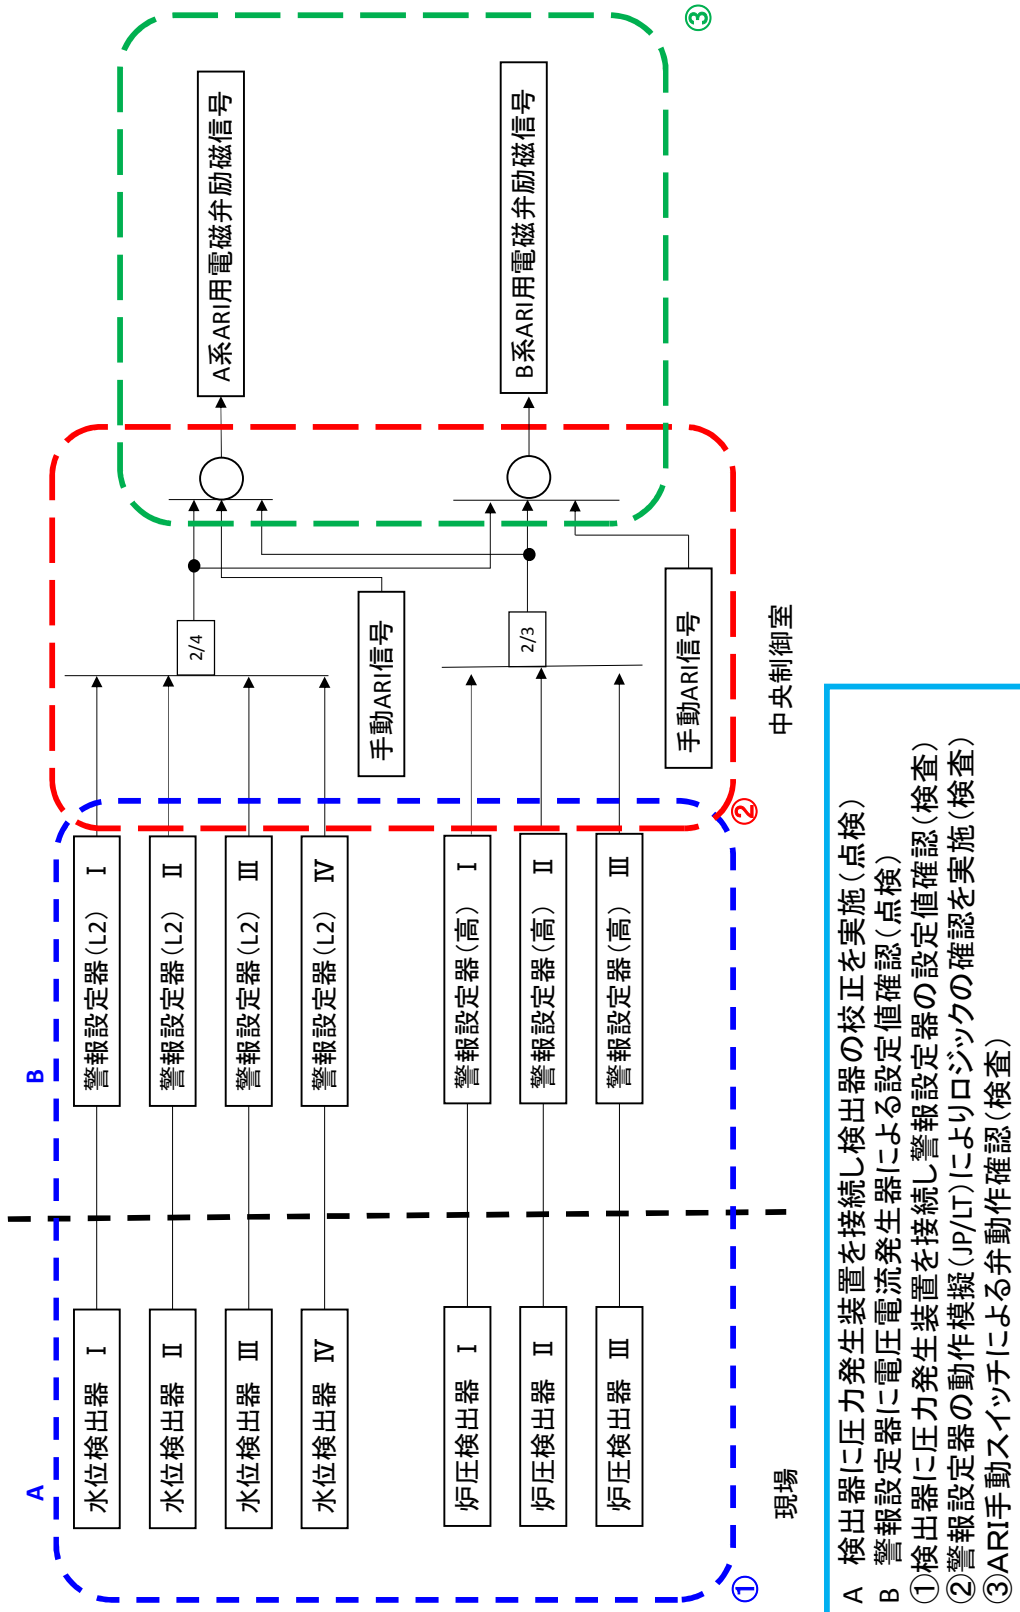 A
B
水位検出器 Ⅰ
警報設定器(L2) Ⅰ
水位検出器 Ⅱ
警報設定器(L2) Ⅱ
水位検出器 Ⅲ
警報設定器(L2) Ⅲ
水位検出器 Ⅳ
警報設定器(L2) Ⅳ
2/4
手動ARI信号
A系ARI用電磁弁励磁信号
炉圧検出器 Ⅰ
警報設定器(高) Ⅰ
炉圧検出器 Ⅱ
警報設定器(高) Ⅱ
炉圧検出器 Ⅲ
警報設定器(高) Ⅲ
2/3
手動ARI信号
B系ARI用電磁弁励磁信号
①
②
③
現場
中央制御室
A 検出器に圧力発生装置を接続し検出器の校正を実施(点検)
B 警報設定器に電圧電流発生器による設定値確認(点検)
①検出器に圧力発生装置を接続し警報設定器の設定値確認(検査)
②警報設定器の動作模擬(JP/LT)によりロジックの確認を実施(検査)
③ARI手動スイッチによる弁動作確認(検査)